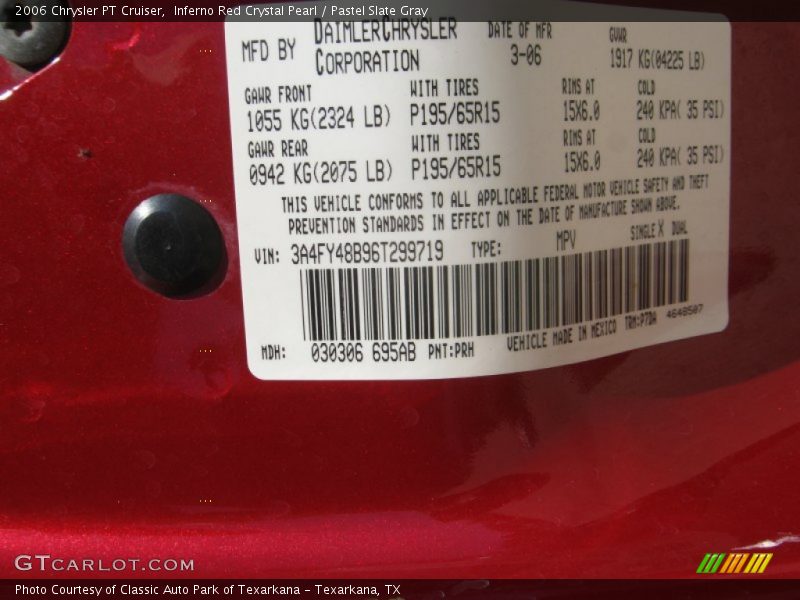 2006 Chrysler PT Cruiser,  Inferno Red Crystal Pearl / Pastel Slate Gray
MFD BY DAIMLERCHRYSLER CORPORATION
DATE OF MFR 3-06
GVWR 1917 KG(04225 LB)
GAWR FRONT WITH TIRES RIMS AT COLD
1055 KG(2324 LB) P195/65R15 15X6.0 240 KPA( 35 PSI)
GAWR REAR WITH TIRES RIMS AT COLD
0942 KG(2075 LB) P195/65R15 15X6.0 240 KPA( 35 PSI)
THIS VEHICLE CONFORMS TO ALL APPLICABLE FEDERAL MOTOR VEHICLE SAFETY AND THEFT
PREVENTION STANDARDS IN EFFECT ON THE DATE OF MANUFACTURE SHOWN ABOVE.
VIN: 3A4FY48B96T299719 TYPE: MPV SINGLE X DUAL
MDH: 030306 695AB PNT:PRH VEHICLE MADE IN MEXICO TRM:P7DA 4648507
GTCARLOT.COM
Photo Courtesy of Classic Auto Park of Texarkana - Texarkana, TX